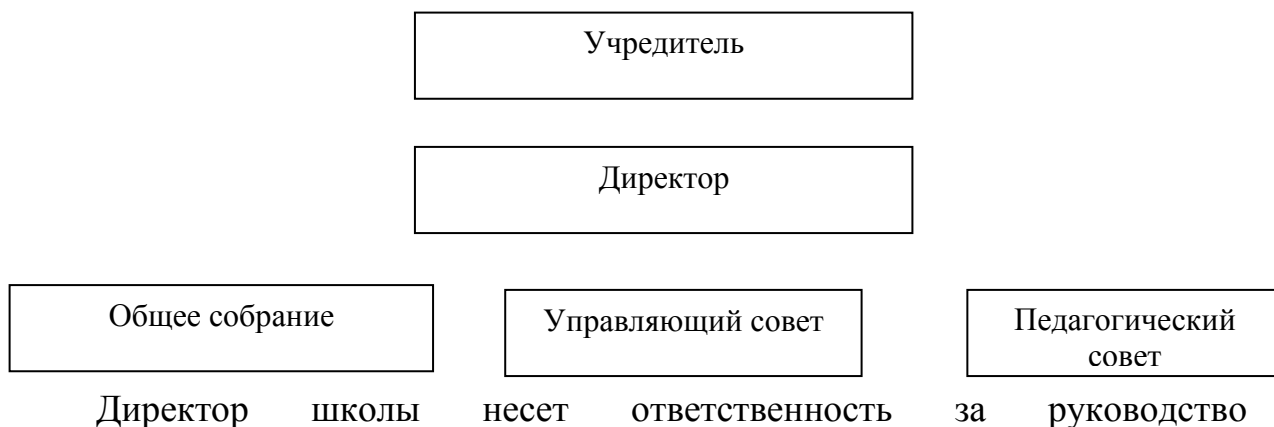 Учредитель
Директор
Общее собрание
Управляющий совет
Педагогический
совет
Директор школы несет ответственность за руководство